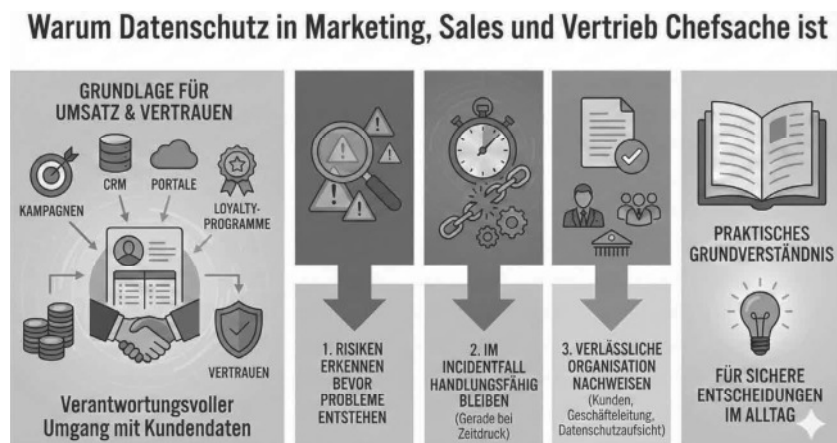 Warum Datenschutz in Marketing, Sales und Vertrieb Chefsache ist
GRUNDLAGE FÜR
UMSATZ & VERTRAUEN
KAMPAGNEN
CRM
PORTALE
LOYALTY-
PROGRAMME
VERTRAUEN
Verantwortungsvoller
Umgang mit Kundendaten
1. RISIKEN
ERKENNEN
BEVOR
PROBLEME
ENTSTEHEN
2. IM
INCIDENTFALL
HANDLUNGSFÄHIG
BLEIBEN
(Gerade bei
Zeitdruck)
3. VERLÄSSLICHE
ORGANISATION
NACHWEISEN
(Kunden,
Geschäfteleitung,
Datenschutzaufsicht)
PRAKTISCHES
GRUNDVERSTÄNDNIS
FÜR SICHERE
ENTSCHEIDUNGEN
IM ALLTAG